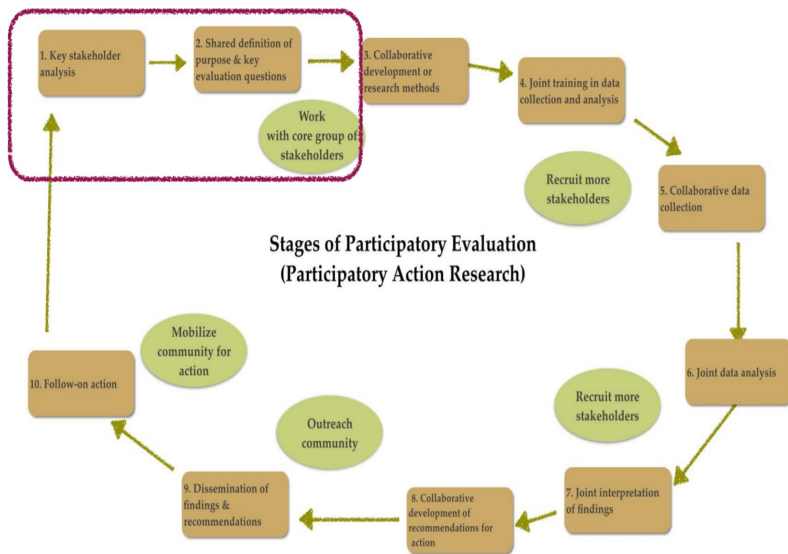 1. Key stakeholder
analysis
2. Shared definition of
purpose & key
evaluation questions
3. Collaborative
development or
research methods
4. Joint training in data
collection and analysis
Work
with core group of
stakeholders
Recruit more
stakeholders
5. Collaborative data
collection
Stages of Participatory Evaluation
(Participatory Action Research)
Mobilize
community for
action
10. Follow-on action
6. Joint data analysis
Recruit more
stakeholders
Outreach
community
9. Dissemination of
findings &
recommendations
8. Collaborative
development of
recommendations for
action
7. Joint interpretation
of findings